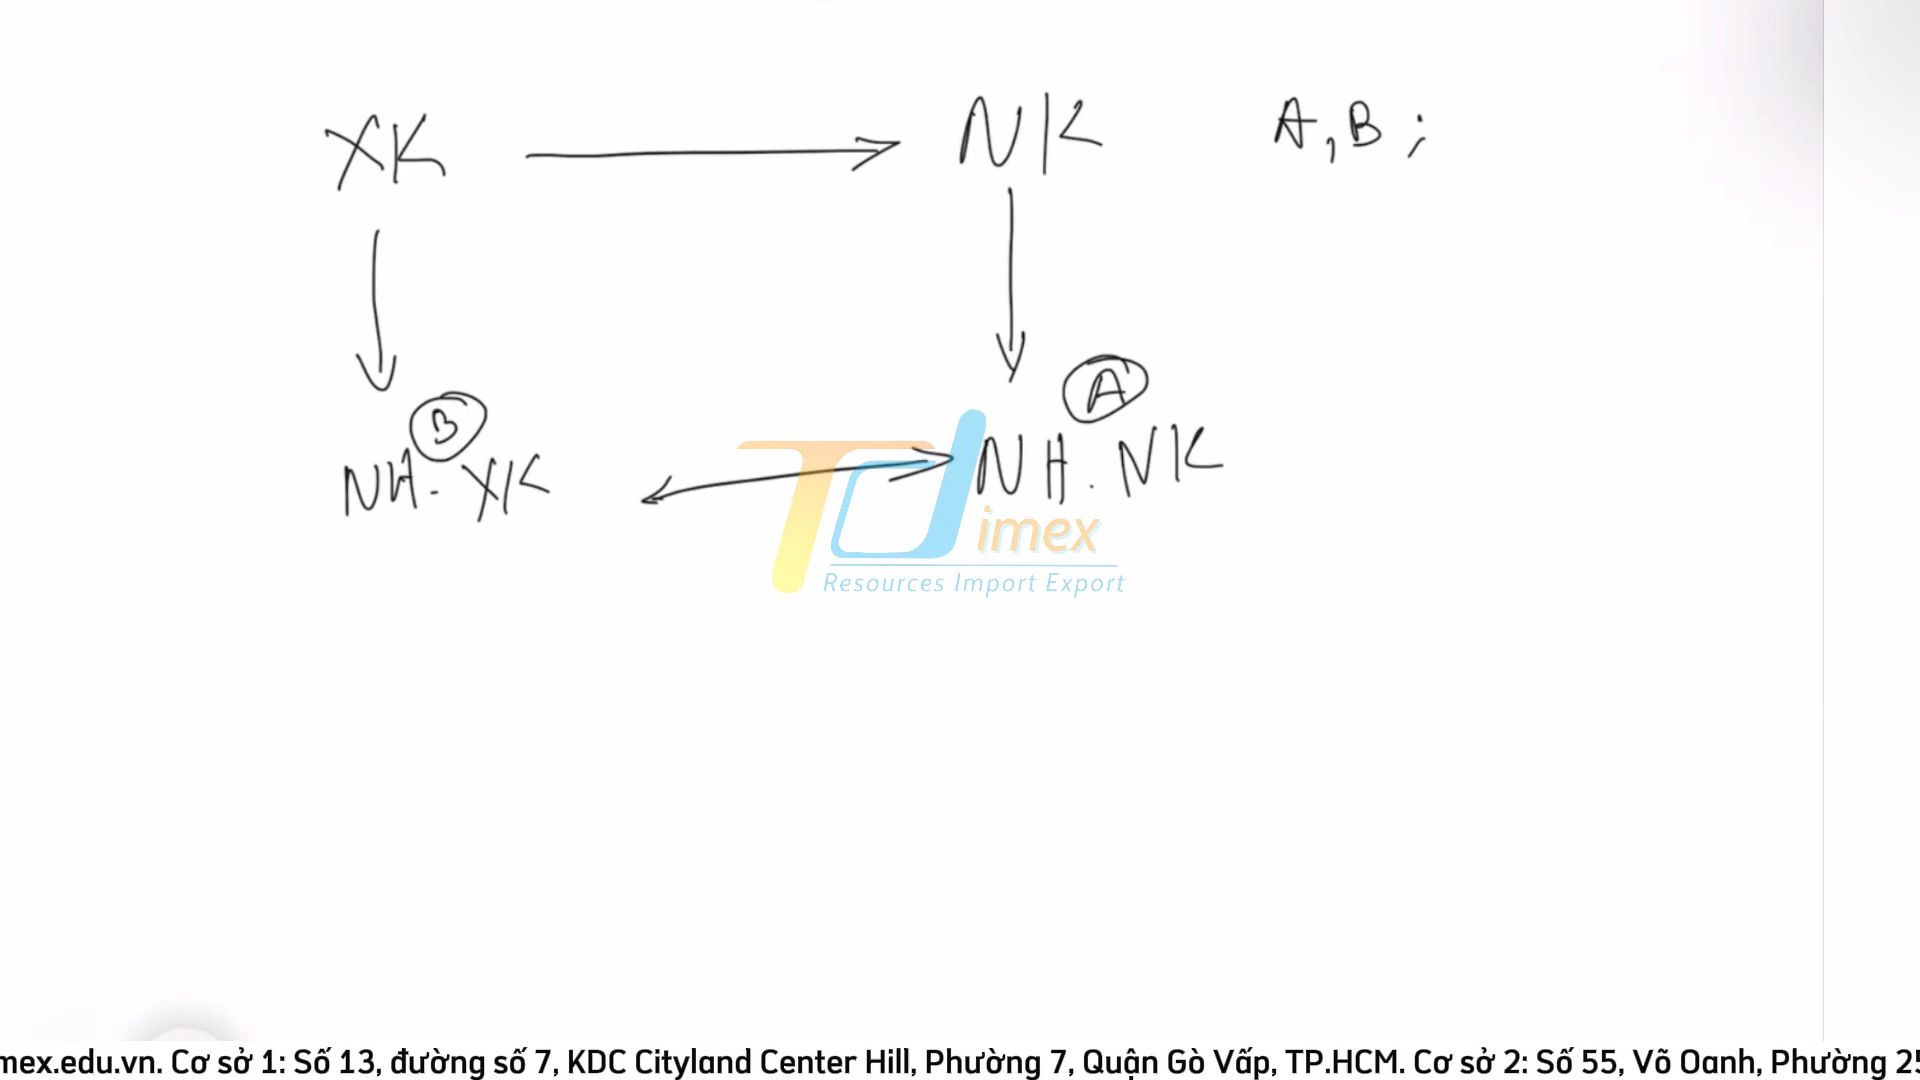 XK NK A, B ;
B A
NH. XK NH. NK
Tdimex
Resources Import Export
mex.edu.vn. Cơ sở 1: Số 13, đường số 7, KDC Cityland Center Hill, Phường 7, Quận Gò Vấp, TP.HCM. Cơ sở 2: Số 55, Võ Oanh, Phường 25